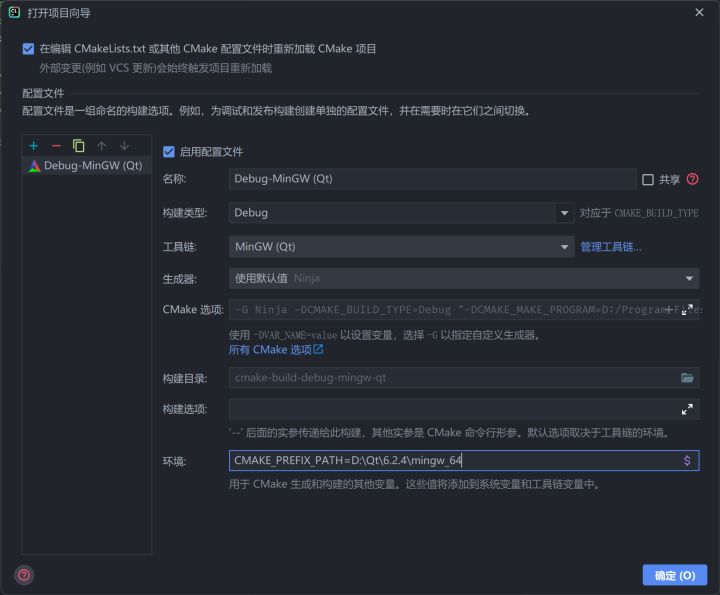 打开项目向导
在编辑 CMakeLists.txt 或其他 CMake 配置文件时重新加载 CMake 项目
外部变更(例如 VCS 更新)会始终触发项目重新加载
配置文件
配置文件是一组命名的构建选项。例如，为调试和发布构建创建单独的配置文件，并在需要时在它们之间切换。
Debug-MinGW (Qt)
启用配置文件
名称: Debug-MinGW (Qt) 共享
构建类型: Debug 对应于 CMAKE_BUILD_TYPE
工具链: MinGW (Qt) 管理工具链...
生成器: 使用默认值 Ninja
CMake 选项: -G Ninja -DCMAKE_BUILD_TYPE=Debug "-DCMAKE_MAKE_PROGRAM=D:/Program
使用 -DVAR_NAME=value 以设置变量，选择 -G 以指定自定义生成器。
所有 CMake 选项
构建目录: cmake-build-debug-mingw-qt
构建选项:
'--' 后面的实参传递给此构建，其他实参是 CMake 命令行形参。默认选项取决于工具链的环境。
环境: CMAKE_PREFIX_PATH=D:\Qt\6.2.4\mingw_64 $
用于 CMake 生成和构建的其他变量。这些值将添加到系统变量和工具链变量中。
确定 (O)